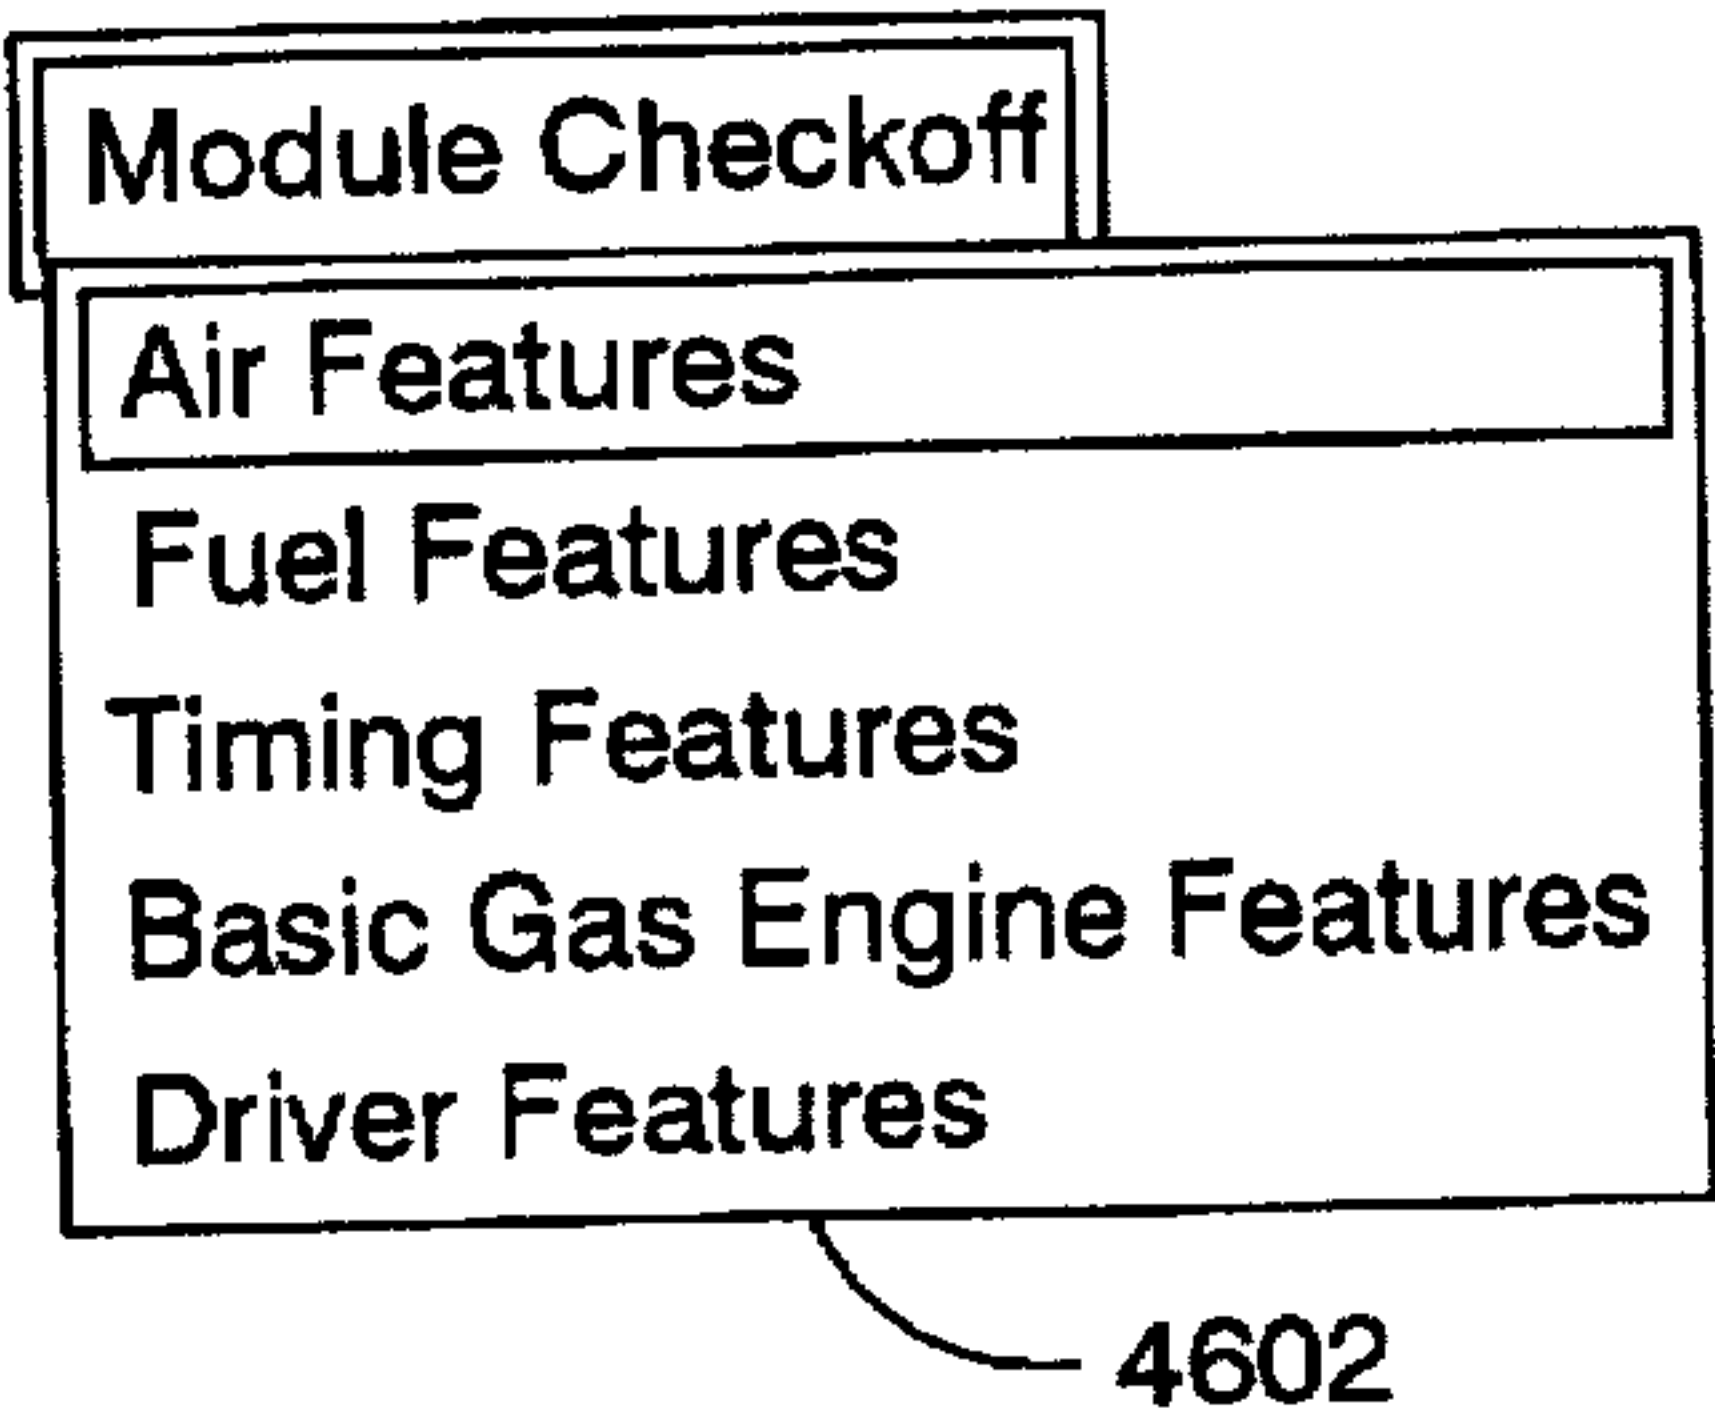 Module Checkoff
Air Features
Fuel Features
Timing Features
Basic Gas Engine Features
Driver Features
4602